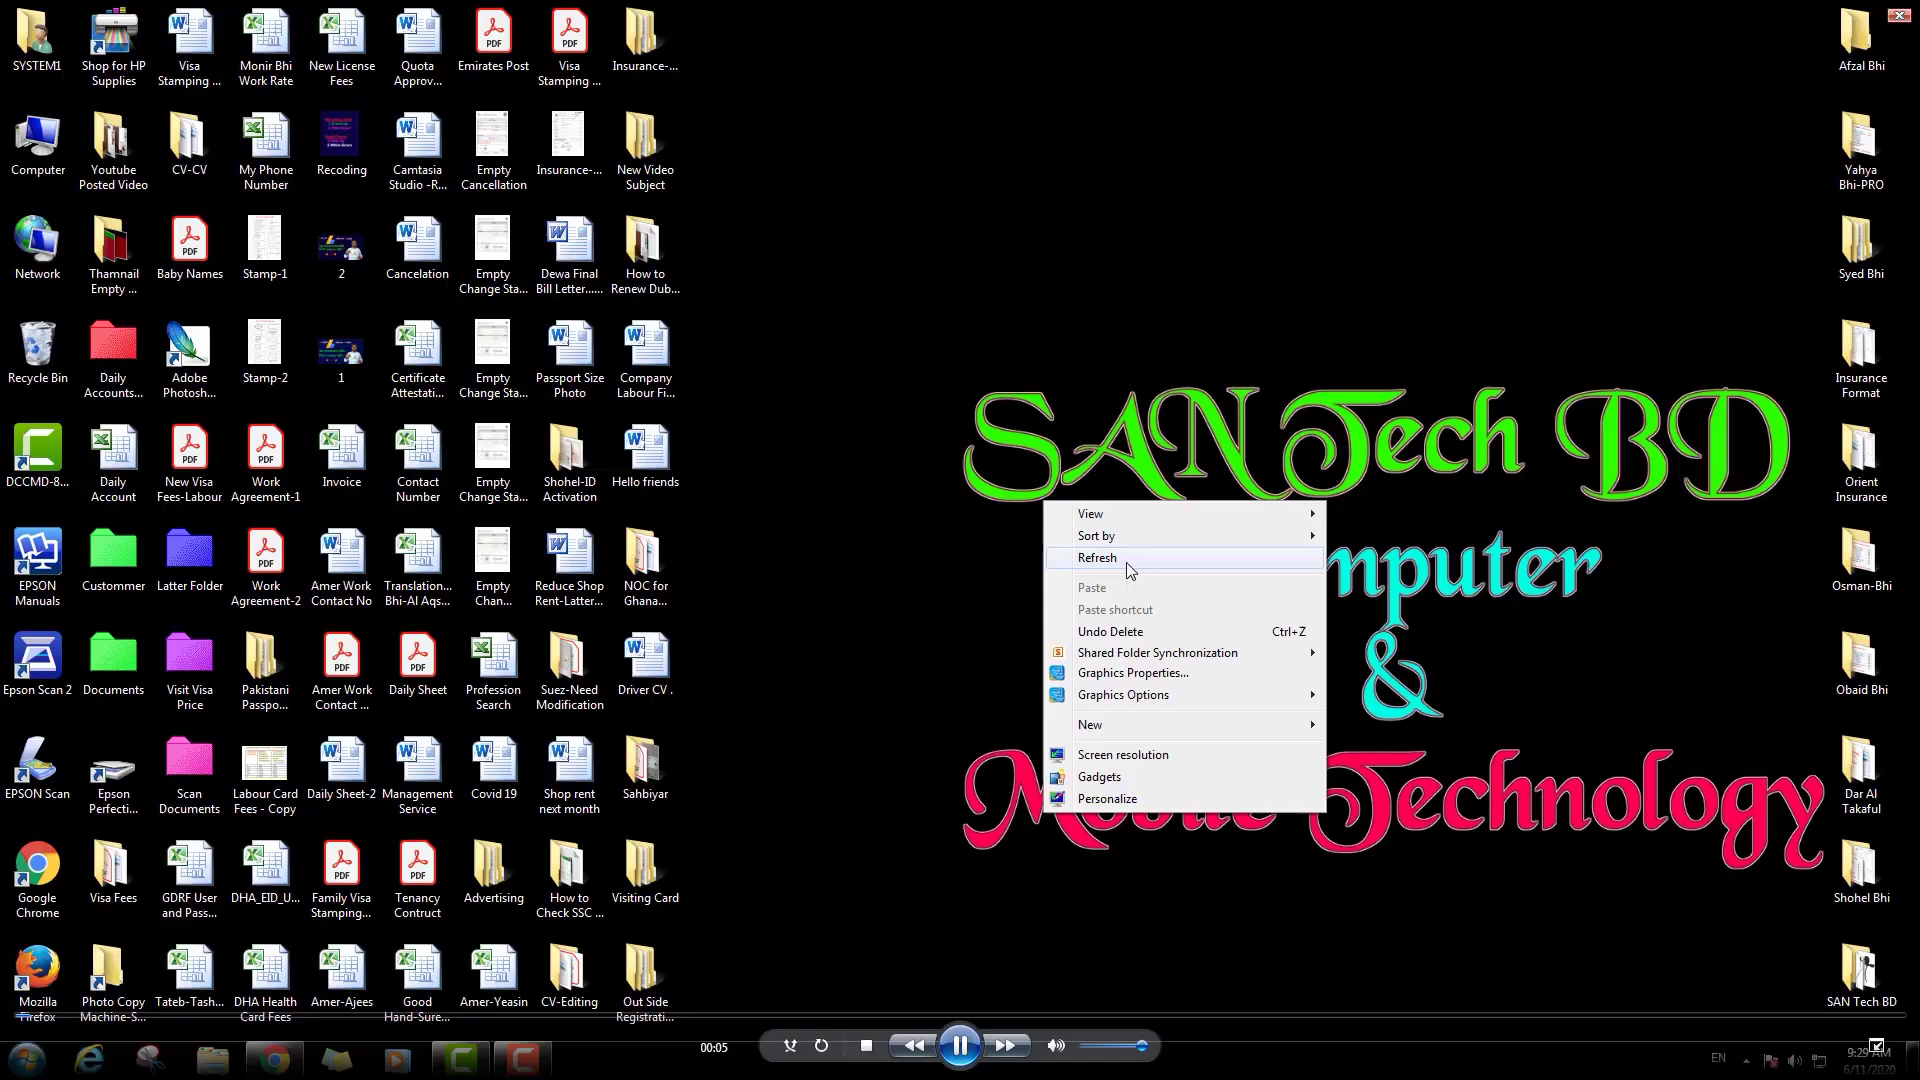 SYSTEM1
Shop for HP
Supplies
Visa
Stamping ...
Monir Bhi
Work Rate
New License
Fees
Quota
Approv...
Emirates Post
Visa
Stamping ...
Insurance-...
Afzal Bhi
Computer
Youtube
Posted Video
CV-CV
My Phone
Number
Recoding
Camtasia
Studio -R...
Empty
Cancellation
Insurance-...
New Video
Subject
Yahya
Bhi-PRO
Network
Thamnail
Empty ...
Baby Names
Stamp-1
2
Cancelation
Empty
Change Sta...
Dewa Final
Bill Letter......
How to
Renew Dub...
Syed Bhi
Recycle Bin
Daily
Accounts...
Adobe
Photosh...
Stamp-2
1
Certificate
Attestati...
Empty
Change Sta...
Passport Size
Photo
Company
Labour Fi...
Insurance
Format
DCCMD-8...
Daily
Account
New Visa
Fees-Labour
Work
Agreement-1
Invoice
Contact
Number
Empty
Change Sta...
Shohel-ID
Activation
Hello friends
Orient
Insurance
EPSON
Manuals
Custommer
Latter Folder
Work
Agreement-2
Amer Work
Contact No
Translation...
Bhi-Al Aqs...
Empty
Chan...
Reduce Shop
Rent-Latter...
NOC for
Ghana...
Osman-Bhi
Epson Scan 2
Documents
Visit Visa
Price
Pakistani
Passpo...
Amer Work
Contact ...
Daily Sheet
Profession
Search
Suez-Need
Modification
Driver CV .
Obaid Bhi
EPSON Scan
Epson
Perfecti...
Scan
Documents
Labour Card
Fees - Copy
Daily Sheet-2
Management
Service
Covid 19
Shop rent
next month
Sahbiyar
Dar Al
Takaful
Google
Chrome
Visa Fees
GDRF User
and Pass...
DHA_EID_U...
Family Visa
Stamping...
Tenancy
Contruct
Advertising
How to
Check SSC ...
Visiting Card
Shohel Bhi
Mozilla
Firefox
Photo Copy
Machine-S...
Tateb-Tash...
DHA Health
Card Fees
Amer-Ajees
Good
Hand-Sure...
Amer-Yeasin
CV-Editing
Out Side
Registrati...
SAN Tech BD
SAN Tech BD
mputer
&
Technology
View
Sort by
Refresh
Paste
Paste shortcut
Undo Delete Ctrl+Z
Shared Folder Synchronization
Graphics Properties...
Graphics Options
New
Screen resolution
Gadgets
Personalize
00:05
EN
9:29 AM
6/11/2020